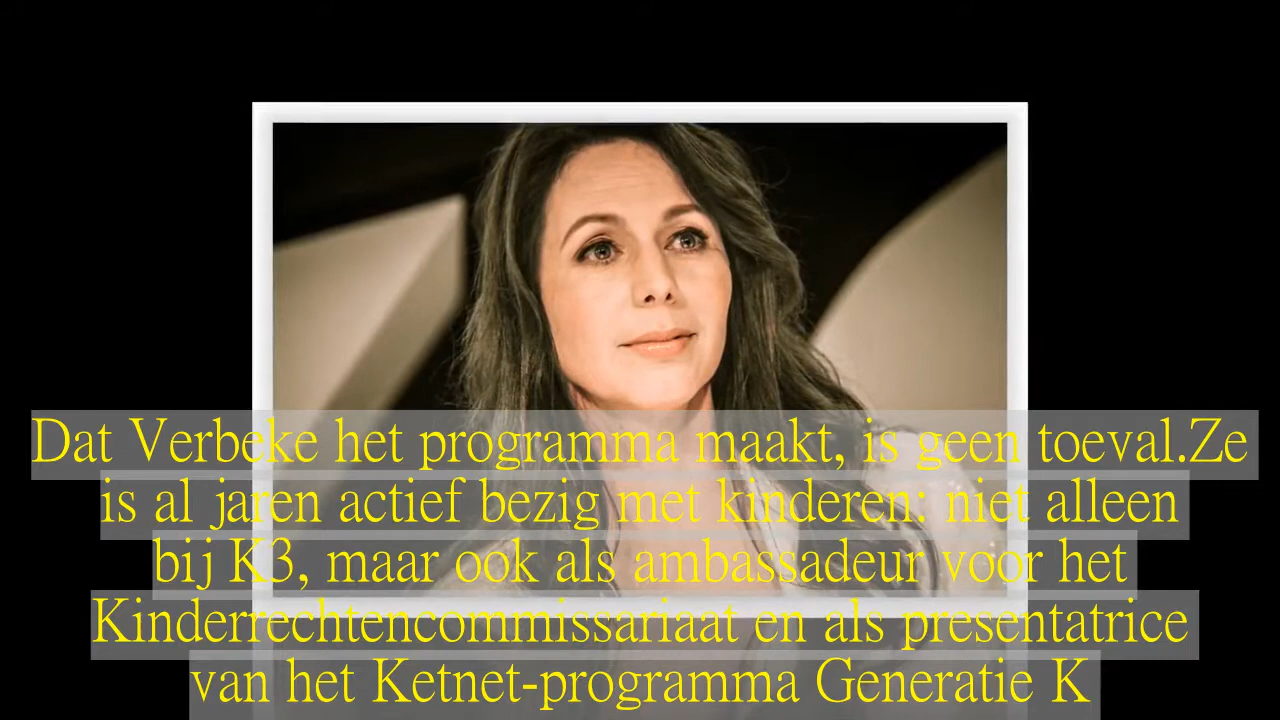 Dat Verbeke het programma maakt, is geen toeval.Ze
is al jaren actief bezig met kinderen: niet alleen
bij K3, maar ook als ambassadeur voor het
Kinderrechtencommissariaat en als presentatrice
van het Ketnet-programma Generatie K